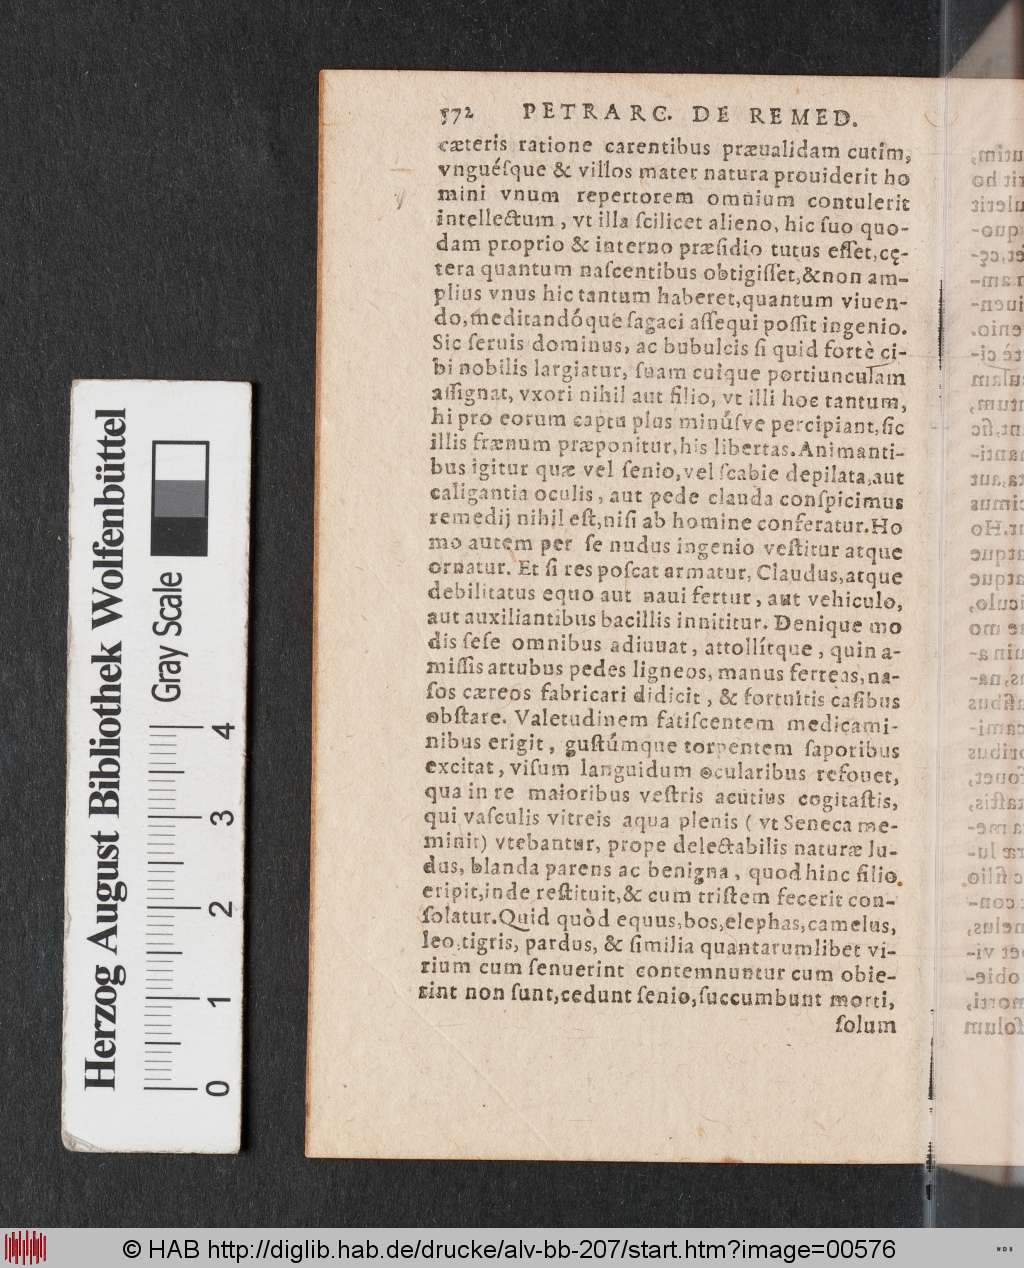 572 PETRARC. DE REMED.
cæteris ratione carentibus præualidam cutim,
vnguéſque & villos mater natura prouiderit ho
mini vnum repertorem omnium contulerit
intellectum, vt illa ſcilicet alieno, hic ſuo quo-
dam proprio & interno præſidio tutus eſſet, cę-
tera quantum naſcentibus obtigiſſet, & non am-
plius vnus hic tantum haberet, quantum viuen-
do, meditandóque ſagaci aſſequi poſſit ingenio.
Sic ſeruis dominus, ac bubulcis ſi quid fortè ci-
bi nobilis largiatur, ſuam cuique portiunculam
aſſignat, vxori nihil aut filio, vt illi hoc tantum,
hi pro eorum captu plus minúſve percipiant, ſic
illis frænum præponitur, his libertas. Animanti-
bus igitur quæ vel ſenio, vel ſcabie depilata, aut
caligantia oculis, aut pede clauda conſpicimus
remedij nihil eſt, niſi ab homine conferatur. Ho
mo autem per ſe nudus ingenio veſtitur atque
ornatur. Et ſi res poſcat armatur, Claudus, atque
debilitatus equo aut naui fertur, aut vehiculo,
aut auxiliantibus bacillis innititur. Denique mo
dis ſeſe omnibus adiuuat, attollítque, quin a-
miſſis artubus pedes ligneos, manus ferreas, na-
ſos cæreos fabricari didicit, & fortuitis caſibus
obſtare. Valetudinem fatiſcentem medicami-
nibus erigit, guſtúmque torpentem ſaporibus
excitat, viſum languidum ocularibus refouet,
qua in re maioribus veſtris acutius cogitaſtis,
qui vaſculis vitreis aqua plenis (vt Seneca me-
minit) vtebantur, prope delectabilis naturæ lu-
dus, blanda parens ac benigna, quod hinc filio
eripit, inde reſtituit, & cum triſtem fecerit con-
ſolatur. Quid quòd equus, bos, elephas, camelus,
leo, tigris, pardus, & ſimilia quantarumlibet vi-
rium cum ſenuerint contemnuntur cum obie-
rint non ſunt, cedunt ſenio, ſuccumbunt morti,
ſolum
Herzog August Bibliothek Wolfenbüttel
Gray Scale
0 1 2 3 4
© HAB http://diglib.hab.de/drucke/alv-bb-207/start.htm?image=00576